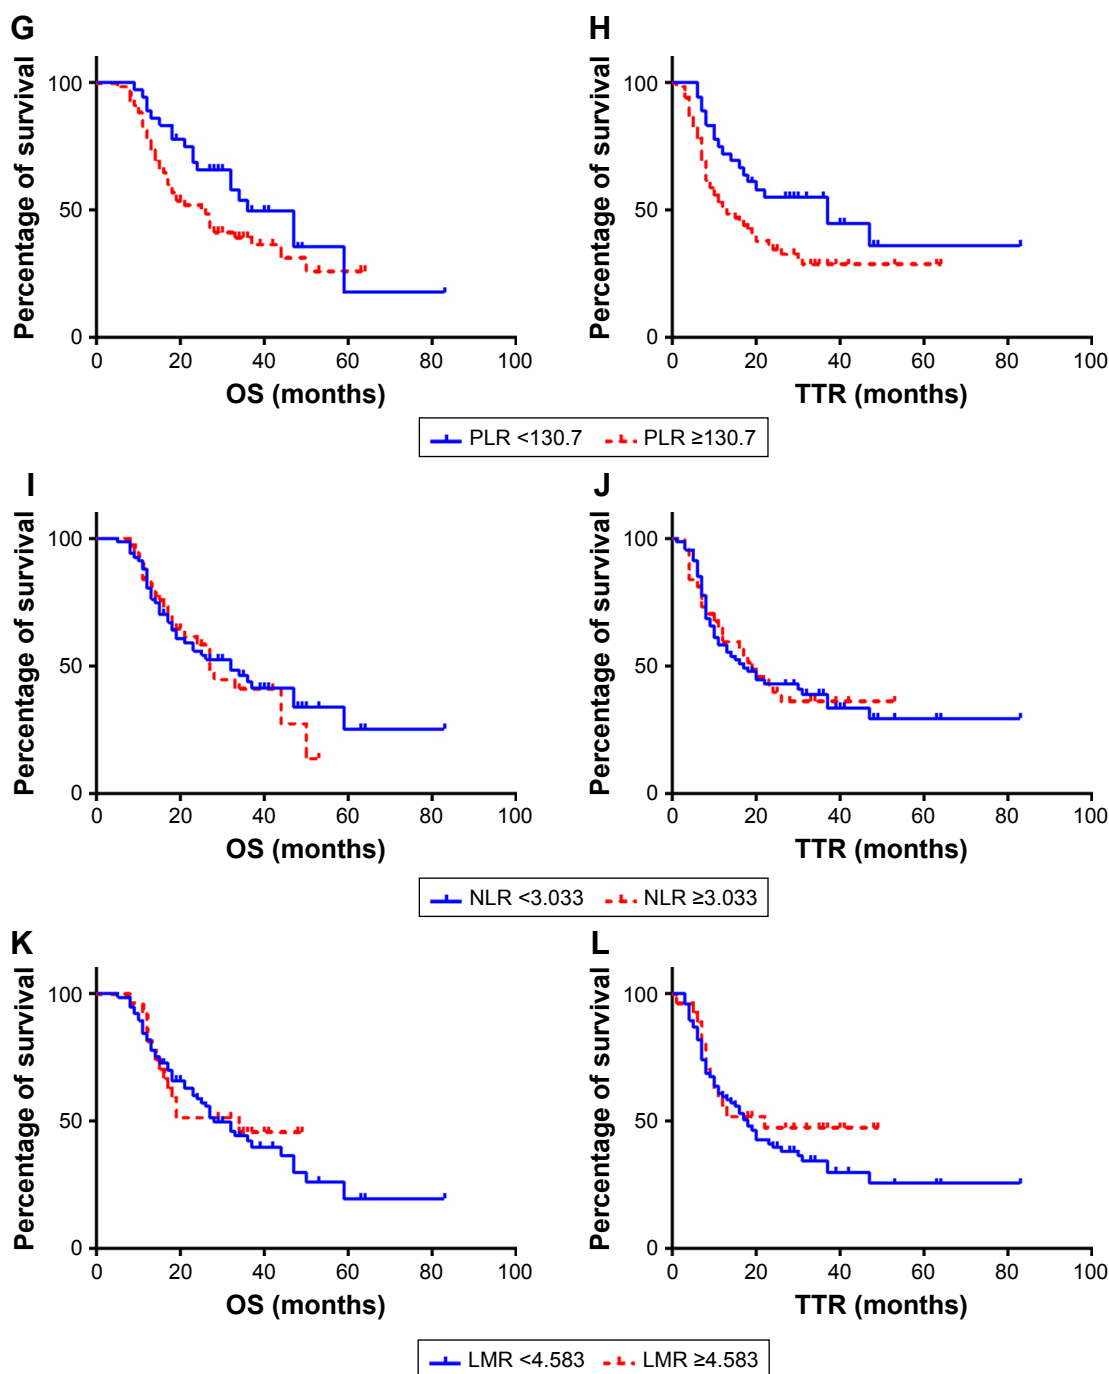 G
H
Percentage of survival
100
50
0
0 20 40 60 80 100
OS (months)
Percentage of survival
100
50
0
0 20 40 60 80 100
TTR (months)
PLR <130.7 PLR ≥130.7
I
J
Percentage of survival
100
50
0
0 20 40 60 80 100
OS (months)
Percentage of survival
100
50
0
0 20 40 60 80 100
TTR (months)
NLR <3.033 NLR ≥3.033
K
L
Percentage of survival
100
50
0
0 20 40 60 80 100
OS (months)
Percentage of survival
100
50
0
0 20 40 60 80 100
TTR (months)
LMR <4.583 LMR ≥4.583